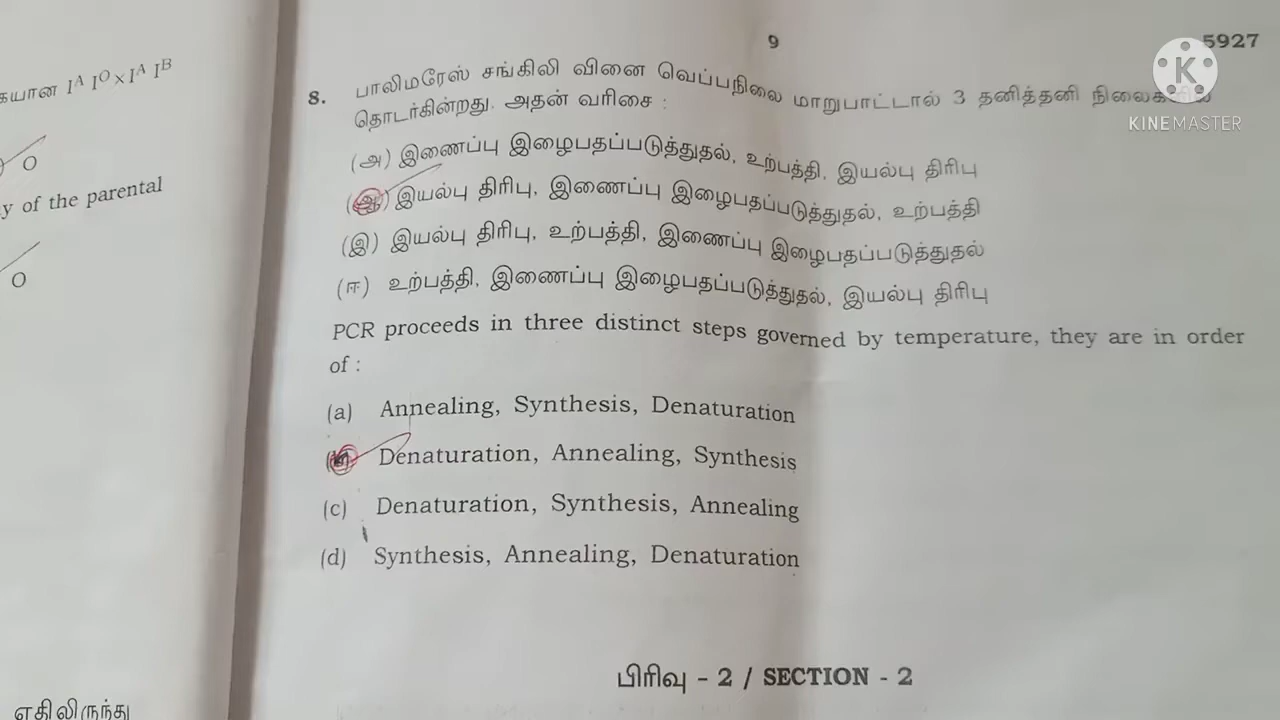 9
5927
KINEMASTER
யான Iᴬ Iᴼ × Iᴬ Iᴮ
O
y of the parental
O
எதிலிருந்து
8. பாலிமரேஸ் சங்கிலி வினை வெப்பநிலை மாறுபாட்டால் 3 தனித்தனி
தொடர்கின்றது. அதன் வரிசை :
(அ) இணைப்பு இழைபதப்படுத்துதல், உற்பத்தி, இயல்பு திரிபு
(ஆ) இயல்பு திரிபு, இணைப்பு இழைபதப்படுத்துதல், உற்பத்தி
(இ) இயல்பு திரிபு, உற்பத்தி, இணைப்பு இழைபதப்படுத்துதல்
(ஈ) உற்பத்தி, இணைப்பு இழைபதப்படுத்துதல், இயல்பு திரிபு
PCR proceeds in three distinct steps governed by temperature, they are in order
of :
(a) Annealing, Synthesis, Denaturation
Denaturation, Annealing, Synthesis
(c) Denaturation, Synthesis, Annealing
(d) Synthesis, Annealing, Denaturation
பிரிவு - 2 / SECTION - 2